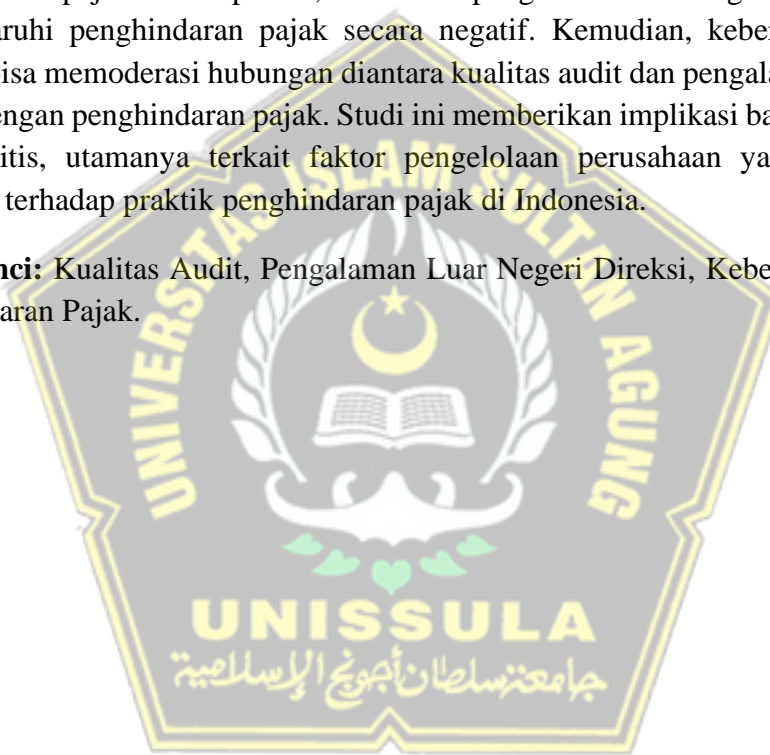 pajak
aruhi penghindaran pajak secara negatif. Kemudian, keber
isa memoderasi hubungan diantara kualitas audit dan pengala
engan penghindaran pajak. Studi ini memberikan implikasi ba
itis, utamanya terkait faktor pengelolaan perusahaan ya
terhadap praktik penghindaran pajak di Indonesia.
nci: Kualitas Audit, Pengalaman Luar Negeri Direksi, Kebe
aran Pajak.
UNIVERSITAS ISLAM SULTAN AGUNG
UNISSULA
جامعة سلطان أجونج الإسلامية